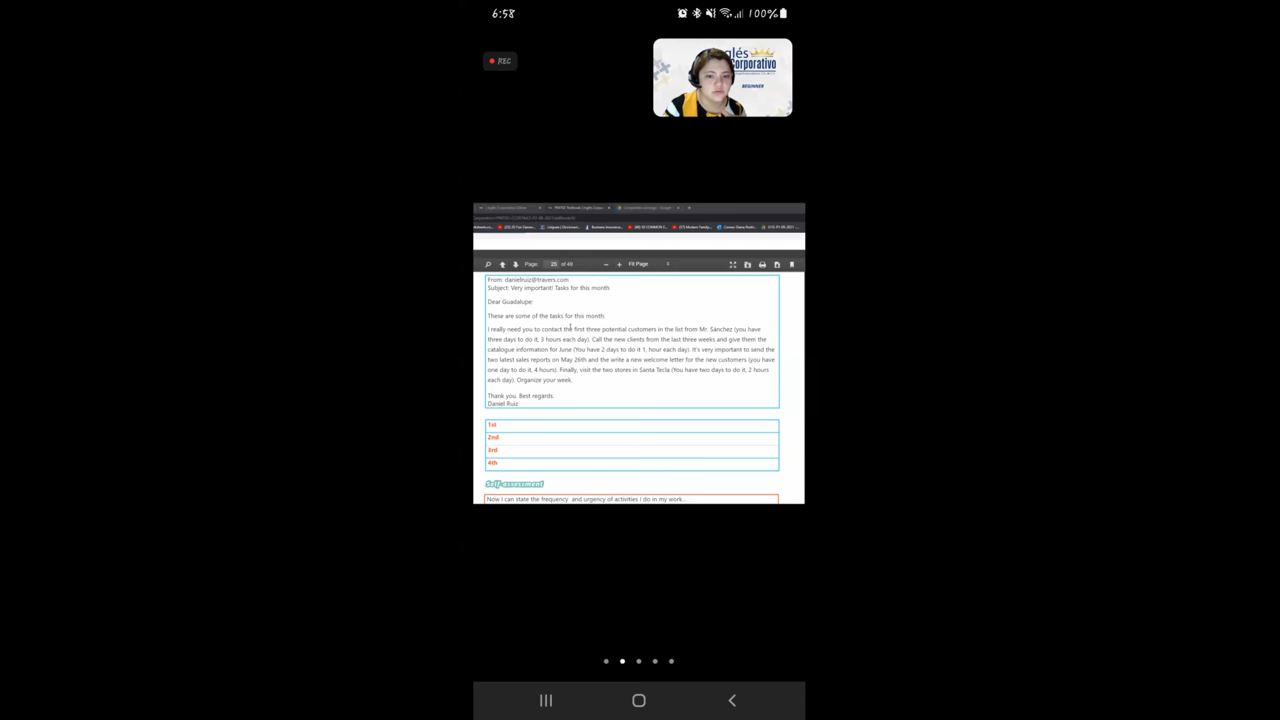 6:58
100%
REC
glés
Corporativo
BEGINNER
Page 25 of 49
Fit Page
From: danielruiz@travers.com
Subject: Very important! Tasks for this month
Dear Guadalupe:
These are some of the tasks for this month.
I really need you to contact the first three potential customers in the list from Mr. Sánchez (you have
three days to do it, 3 hours each day). Call the new clients from the last three weeks and give them the
catalogue information for June (You have 2 days to do it 1, hour each day). It's very important to send the
two latest sales reports on May 26th and the write a new welcome letter for the new customers (you have
one day to do it, 4 hours). Finally, visit the two stores in Santa Tecla (You have two days to do it, 2 hours
each day). Organize your week.
Thank you. Best regards.
Daniel Ruiz
1st
2nd
3rd
4th
Self-assessment
Now I can state the frequency and urgency of activities I do in my work...